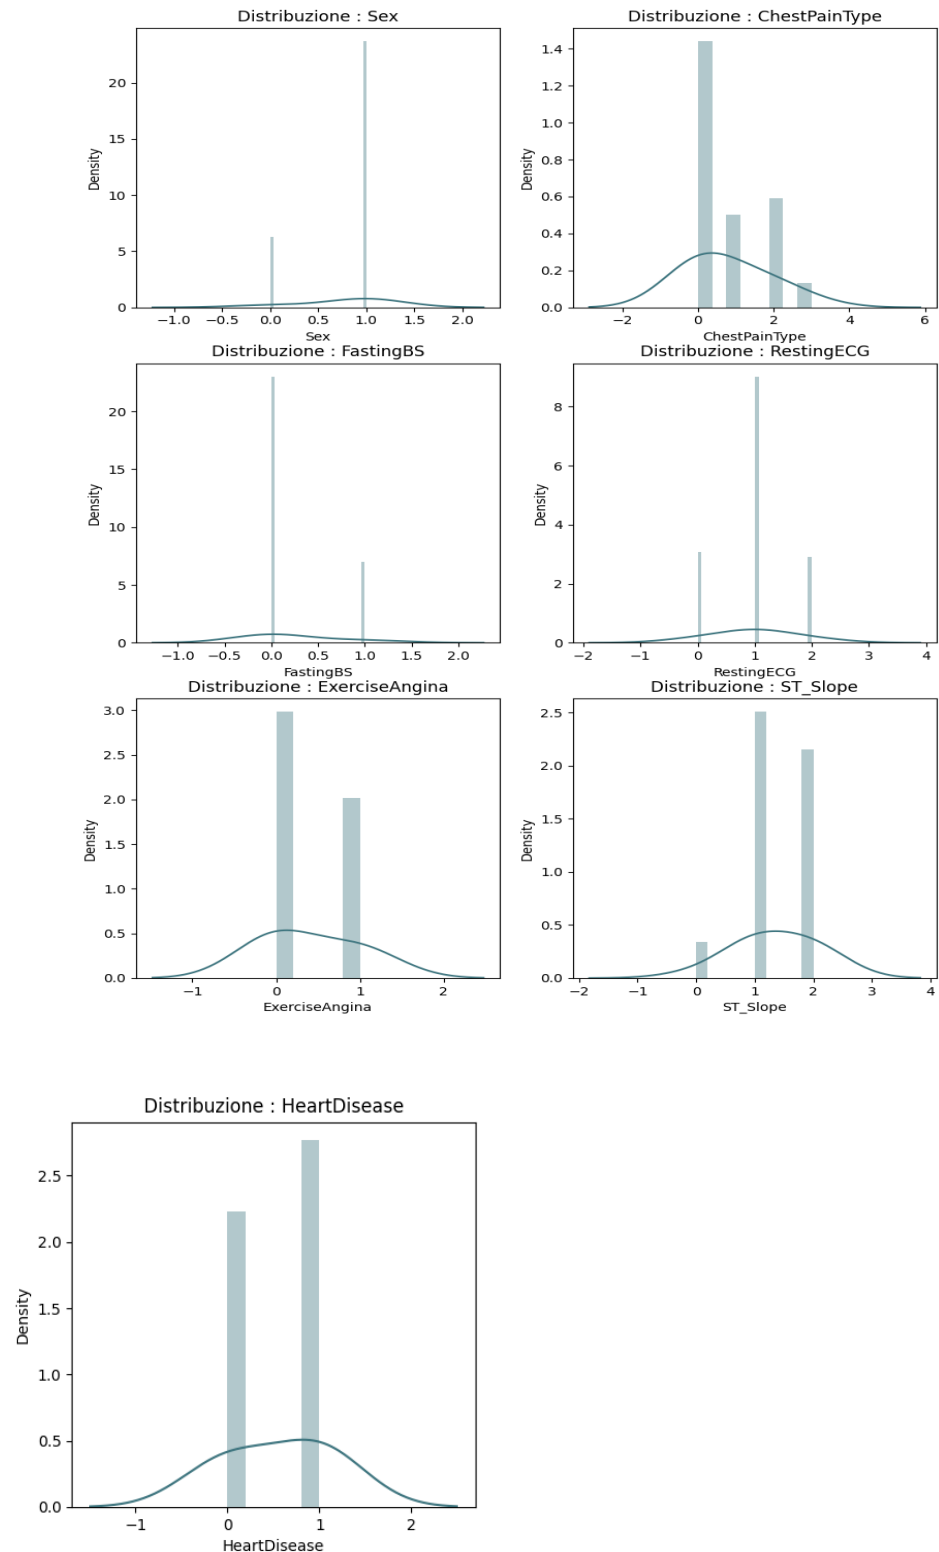 Distribuzione : Sex
Density
20
15
10
5
0
−1.0 −0.5 0.0 0.5 1.0 1.5 2.0
Sex
Distribuzione : ChestPainType
Density
1.4
1.2
1.0
0.8
0.6
0.4
0.2
0.0
−2 0 2 4 6
ChestPainType
Distribuzione : FastingBS
Density
20
15
10
5
0
−1.0 −0.5 0.0 0.5 1.0 1.5 2.0
FastingBS
Distribuzione : RestingECG
Density
8
6
4
2
0
−2 −1 0 1 2 3 4
RestingECG
Distribuzione : ExerciseAngina
Density
3.0
2.5
2.0
1.5
1.0
0.5
0.0
−1 0 1 2
ExerciseAngina
Distribuzione : ST_Slope
Density
2.5
2.0
1.5
1.0
0.5
0.0
−2 −1 0 1 2 3 4
ST_Slope
Distribuzione : HeartDisease
Density
2.5
2.0
1.5
1.0
0.5
0.0
−1 0 1 2
HeartDisease